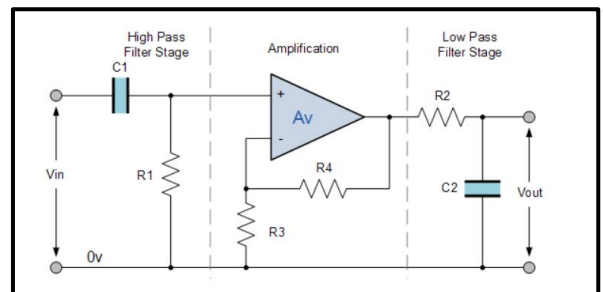 High Pass
Filter Stage
Amplification
Low Pass
Filter Stage
C1
R2
+
Av
-
Vin
R1
R4
C2
Vout
R3
0v